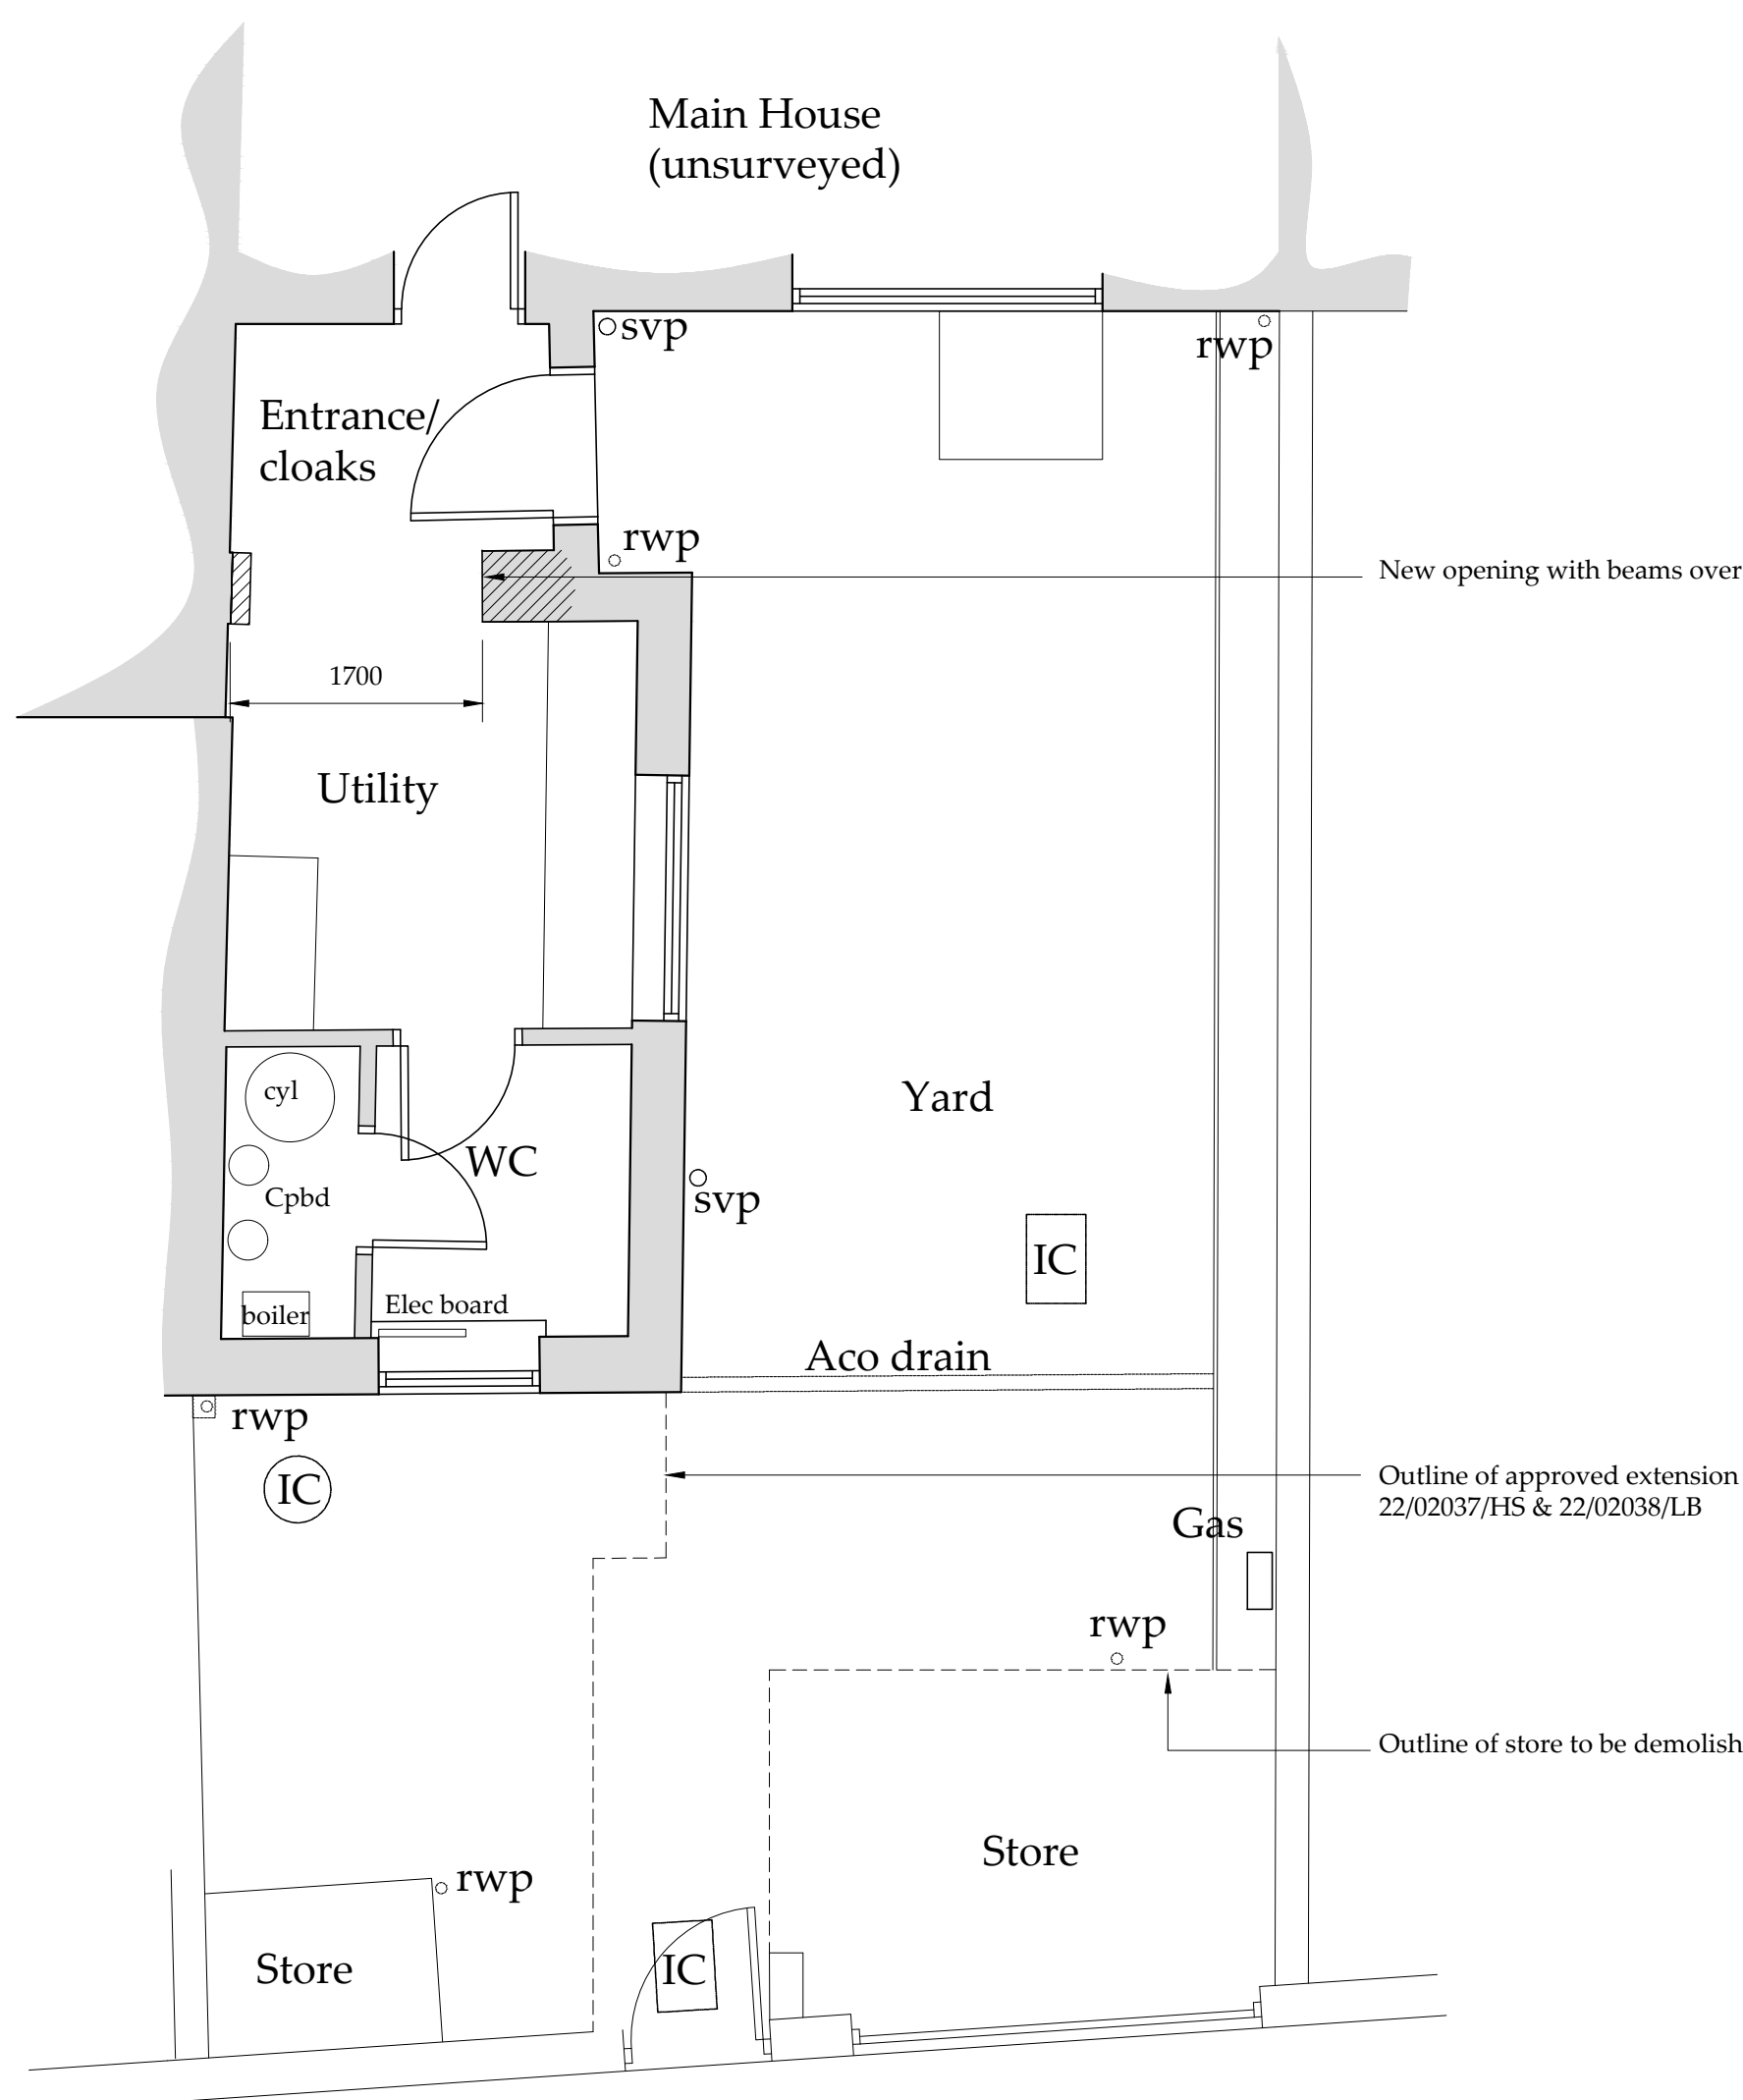 Main House
(unsurveyed)
svp
rwp
Entrance/
cloaks
rwp
New opening with beams over
1700
Utility
cyl
Yard
WC
Cpbd
svp
IC
Elec board
boiler
Aco drain
rwp
IC
Outline of approved extension
22/02037/HS & 22/02038/LB
Gas
rwp
Outline of store to be demolish
Store
rwp
Store
IC